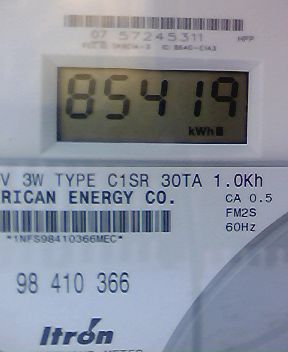 07 57245311
85419
kWh
V 3W TYPE C1SR 30TA 1.0Kh
RICAN ENERGY CO.
CA 0.5
FM2S
60Hz
*1NFS98410366MEC*
98 410 366
Itrón